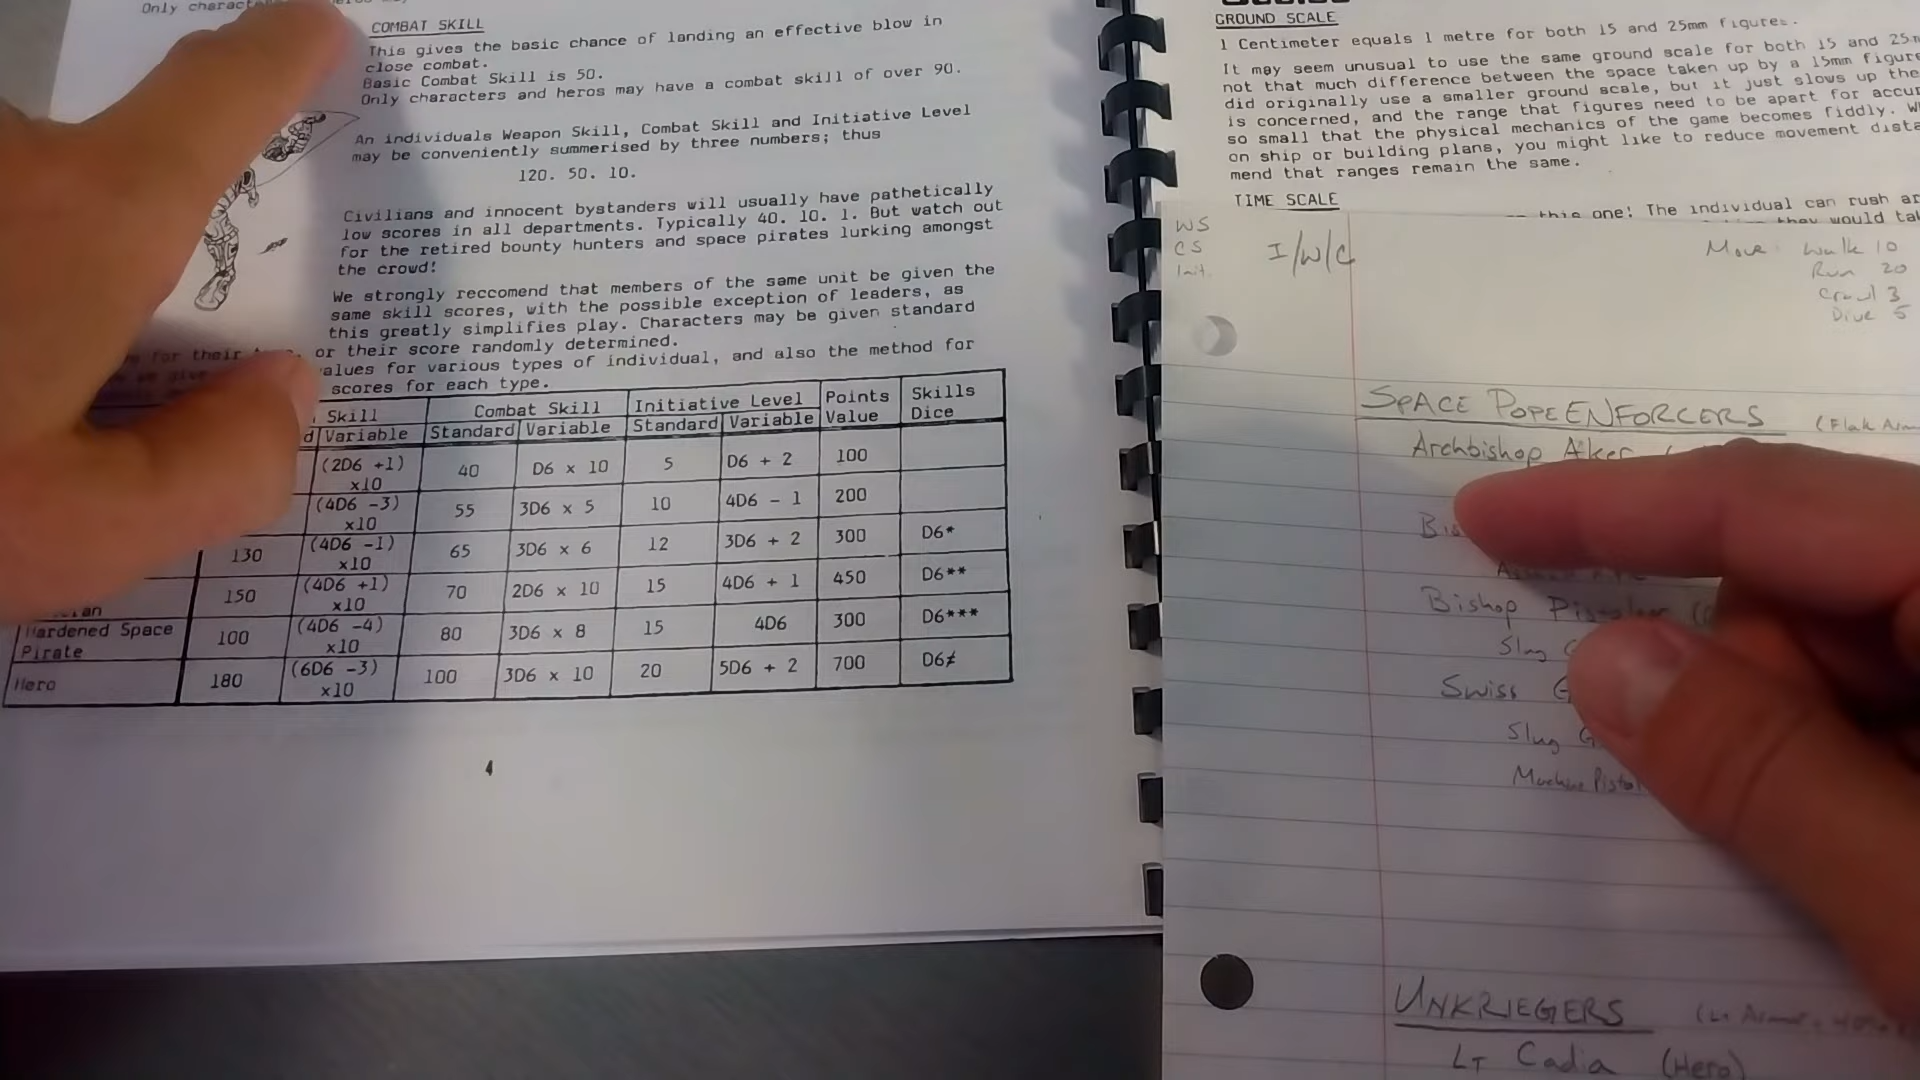 Only
COMBAT SKILL
This gives the basic chance of landing an effective blow in
close combat.
Basic Combat Skill is 50.
Only characters and heros may have a combat skill of over 90.
An individuals Weapon Skill, Combat Skill and Initiative Level
may be conveniently summerised by three numbers; thus
120. 50. 10.
Civilians and innocent bystanders will usually have pathetically
low scores in all departments. Typically 40. 10. 1. But watch out
for the retired bounty hunters and space pirates lurking amongst
the crowd!
We strongly reccomend that members of the same unit be given the
same skill scores, with the possible exception of leaders, as
this greatly simplifies play. Characters may be given standard
for their or their score randomly determined.
values for various types of individual, and also the method for
scores for each type.
Skill Combat Skill Initiative Level Points Value Skills Dice
Variable Standard Variable Standard Variable
(2D6 +1) x10 40 D6 x 10 5 D6 + 2 100
(4D6 -3) x10 55 3D6 x 5 10 4D6 - 1 200
130 (4D6 -1) x10 65 3D6 x 6 12 3D6 + 2 300 D6*
150 (4D6 +1) x10 70 2D6 x 10 15 4D6 + 1 450 D6**
Hardened Space Pirate 100 (4D6 -4) x10 80 3D6 x 8 15 4D6 300 D6***
Hero 180 (6D6 -3) x10 100 3D6 x 10 20 5D6 + 2 700 D6≠
4
GROUND SCALE
1 Centimeter equals 1 metre for both 15 and 25mm figures.
It may seem unusual to use the same ground scale for both 15 and
not that much difference between the space taken up by a 15mm figure
did originally use a smaller ground scale, but it just slows up the
is concerned, and the range that figures need to be apart for
so small that the physical mechanics of the game becomes fiddly.
on ship or building plans, you might like to reduce movement
mend that ranges remain the same.
TIME SCALE
this one! The individual can rush
they would
WS
CS
Init.
I/W/C
Move: Walk 10
Run 20
Crawl 3
Dive 5
SPACE POPE ENFORCERS (Flak
Archbishop Aker
Bishop Pistoleer
Slug
Swiss
Slug G
Machine Pistol
UNKRIEGERS
LT Cadia (Hero)